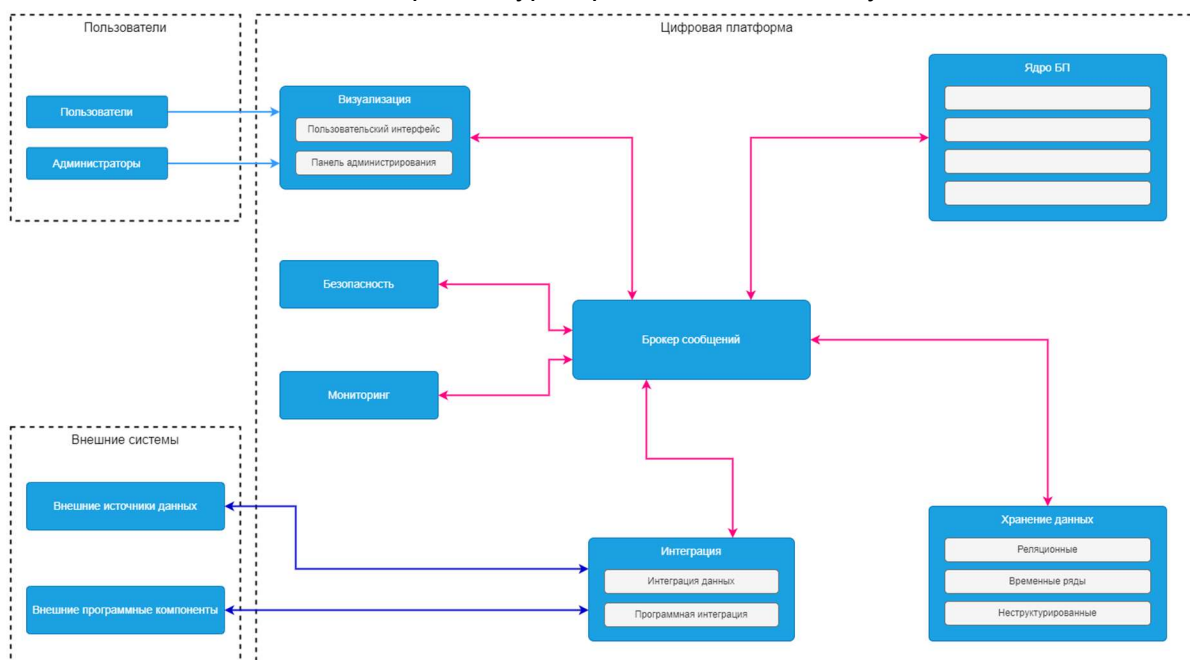 Пользователи
Цифровая платформа
Пользователи
Администраторы
Визуализация
Пользовательский интерфейс
Панель администрирования
Ядро БП
Безопасность
Мониторинг
Брокер сообщений
Внешние системы
Внешние источники данных
Внешние программные компоненты
Интеграция
Интеграция данных
Программная интеграция
Хранение данных
Реляционные
Временные ряды
Неструктурированные